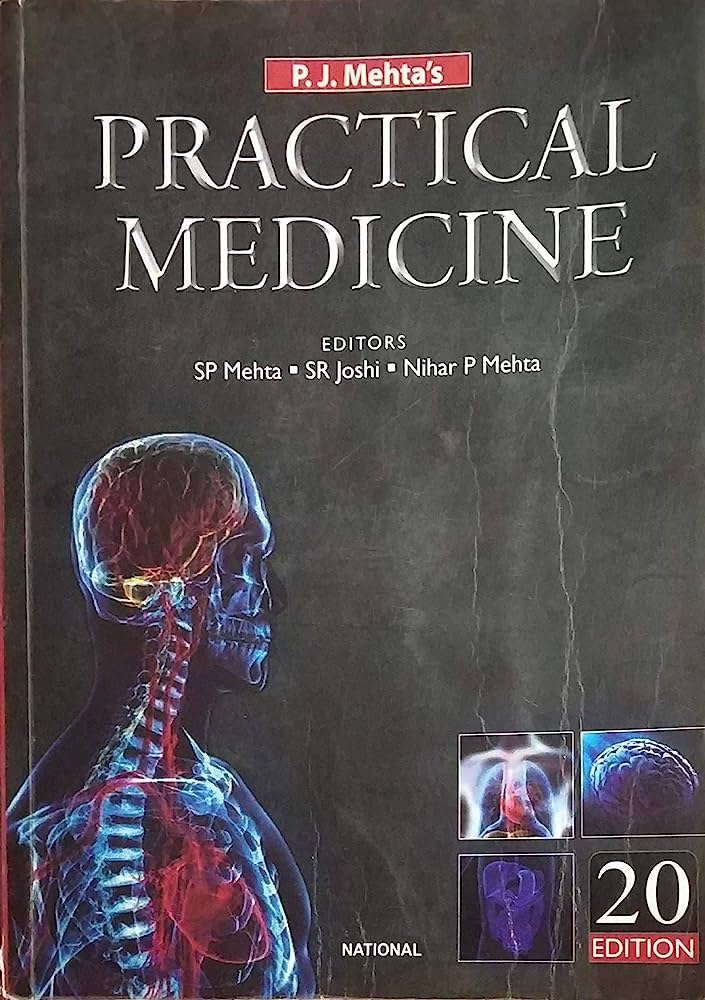 P. J. Mehta's
PRACTICAL
MEDICINE
EDITORS
SP Mehta ▪ SR Joshi ▪ Nihar P Mehta
20
EDITION
NATIONAL